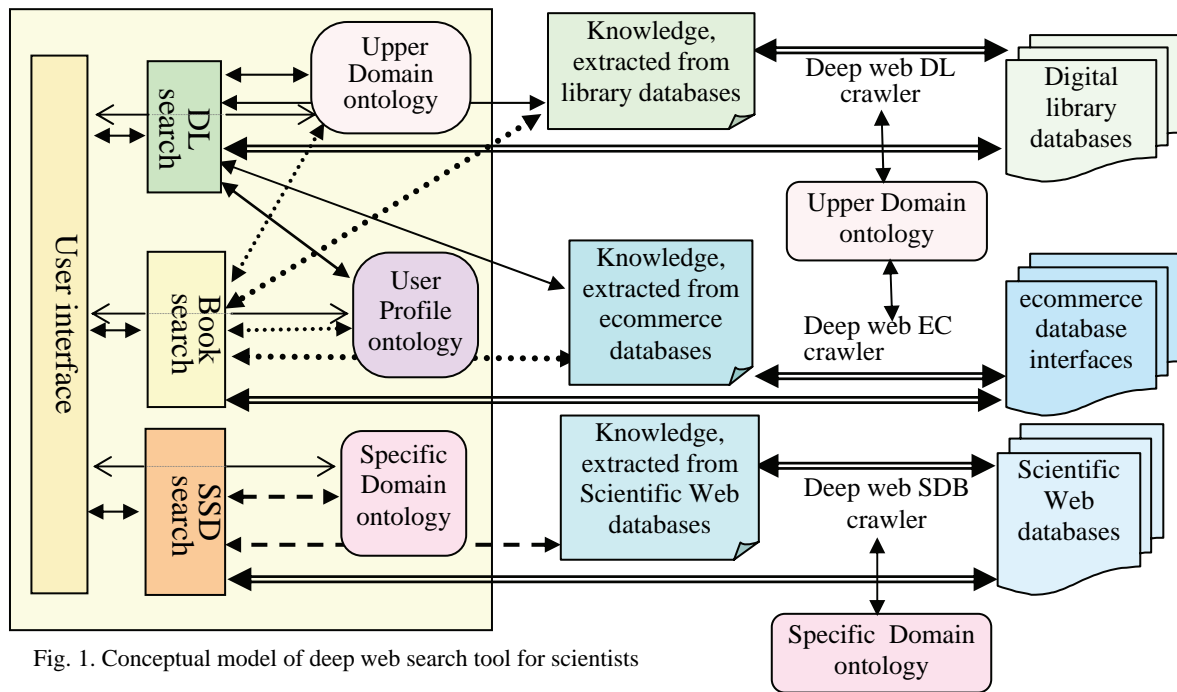 User interface
DL
search
Book
search
SSD
search
Upper
Domain
ontology
User
Profile
ontology
Specific
Domain
ontology
Knowledge,
extracted from
library databases
Knowledge,
extracted from
ecommerce
databases
Knowledge,
extracted from
Scientific Web
databases
Deep web DL
crawler
Upper Domain
ontology
Deep web EC
crawler
Deep web SDB
crawler
Specific Domain
ontology
Digital
library
databases
ecommerce
database
interfaces
Scientific
Web
databases
Fig. 1. Conceptual model of deep web search tool for scientists